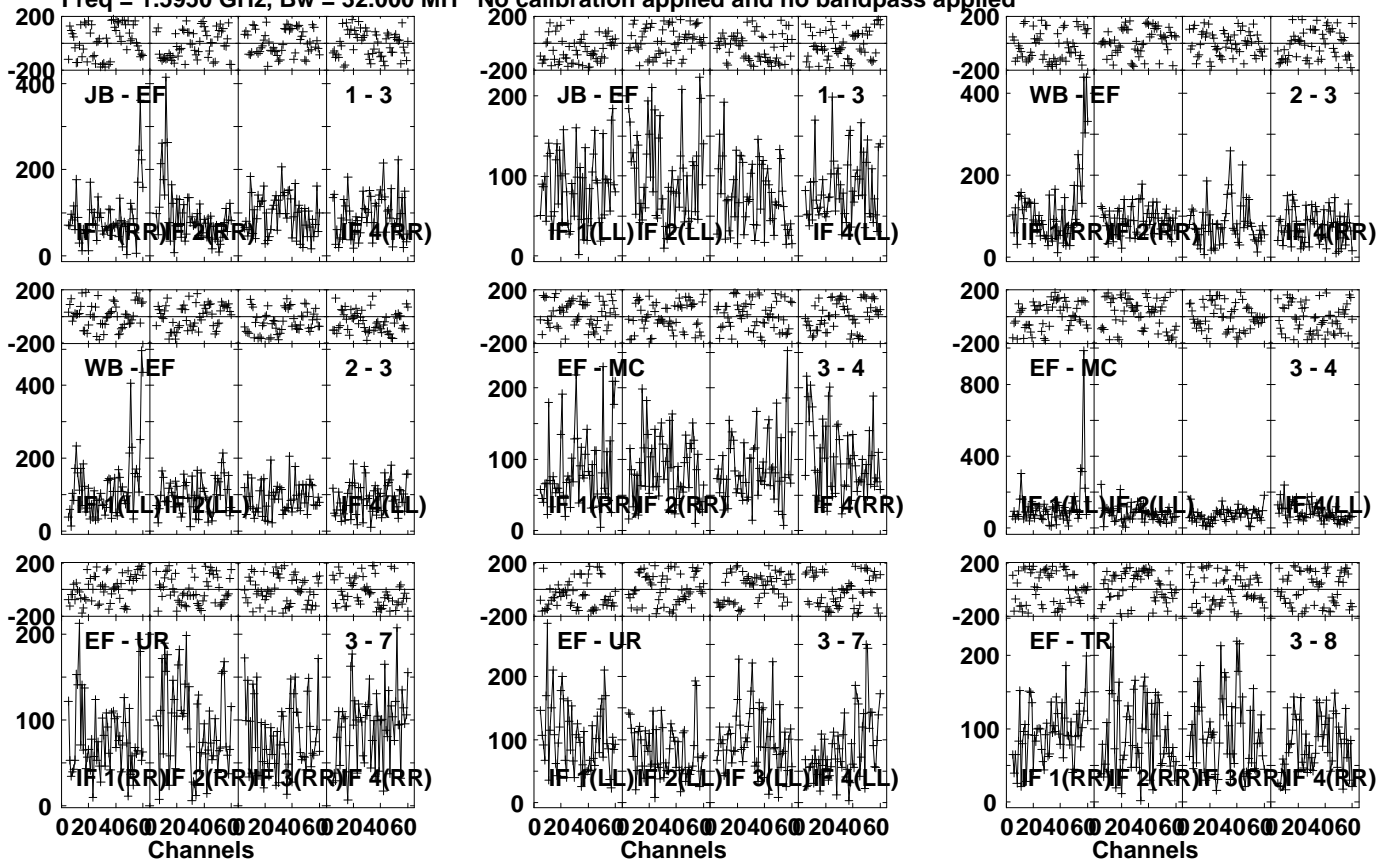 Freq = 1.5950 GHz, Bw = 32.000 MH No calibration applied and no bandpass applied
200
-200
JB - EF 1 - 3
400
200
0
IF 1(RR) IF 2(RR) IF 4(RR)
200
-200
JB - EF 1 - 3
200
100
0
IF 1(LL) IF 2(LL) IF 4(LL)
200
-200
WB - EF 2 - 3
400
200
0
IF 1(RR) IF 2(RR) IF 4(RR)
200
-200
WB - EF 2 - 3
400
200
0
IF 1(LL) IF 2(LL) IF 4(LL)
200
-200
EF - MC 3 - 4
200
100
0
IF 1(RR) IF 2(RR) IF 4(RR)
200
-200
EF - MC 3 - 4
800
400
0
IF 1(LL) IF 2(LL) IF 4(LL)
200
-200
EF - UR 3 - 7
200
100
0
IF 1(RR) IF 2(RR) IF 3(RR) IF 4(RR)
0 20 40 60 0 20 40 60 0 20 40 60 0 20 40 60
Channels
200
-200
EF - UR 3 - 7
200
100
0
IF 1(LL) IF 2(LL) IF 3(LL) IF 4(LL)
0 20 40 60 0 20 40 60 0 20 40 60 0 20 40 60
Channels
200
-200
EF - TR 3 - 8
200
100
0
IF 1(RR) IF 2(RR) IF 3(RR) IF 4(RR)
0 20 40 60 0 20 40 60 0 20 40 60 0 20 40 60
Channels